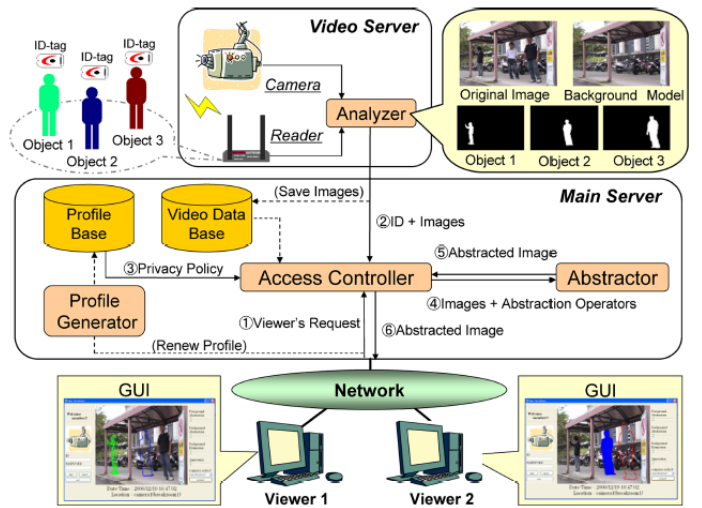 Video Server
ID-tag
ID-tag
ID-tag
Camera
Reader
Analyzer
Original Image
Background Model
Object 1
Object 2
Object 3
Object 1
Object 2
Object 3
Main Server
(Save Images)
Profile Base
Video Data Base
②ID + Images
⑤Abstracted Image
③Privacy Policy
Access Controller
Abstractor
④Images + Abstraction Operators
Profile Generator
①Viewer's Request
⑥Abstracted Image
(Renew Profile)
Network
GUI
GUI
Viewer 1
Viewer 2